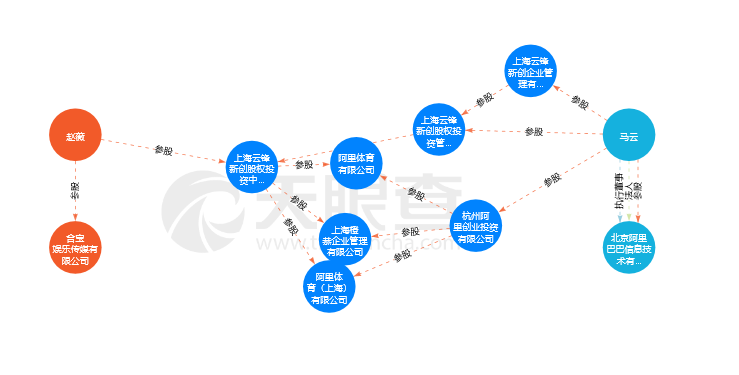 上海云锋
新创企业管
理有...
参股
参股
赵薇
上海云锋
新创股权投
资管...
参股
马云
参股
上海云锋
新创股权投
资中...
参股
阿里体育
有限公司
参股
参股
执行董事
法人
参股
参股
参股
参股
天眼查
杭州阿
里创业投资
有限公司
合宝
娱乐传媒有
限公司
上海橙
恭企业管理
有限公司
参股
参股
北京阿里
巴巴信息技
术有...
阿里体
育（上海）
有限公司